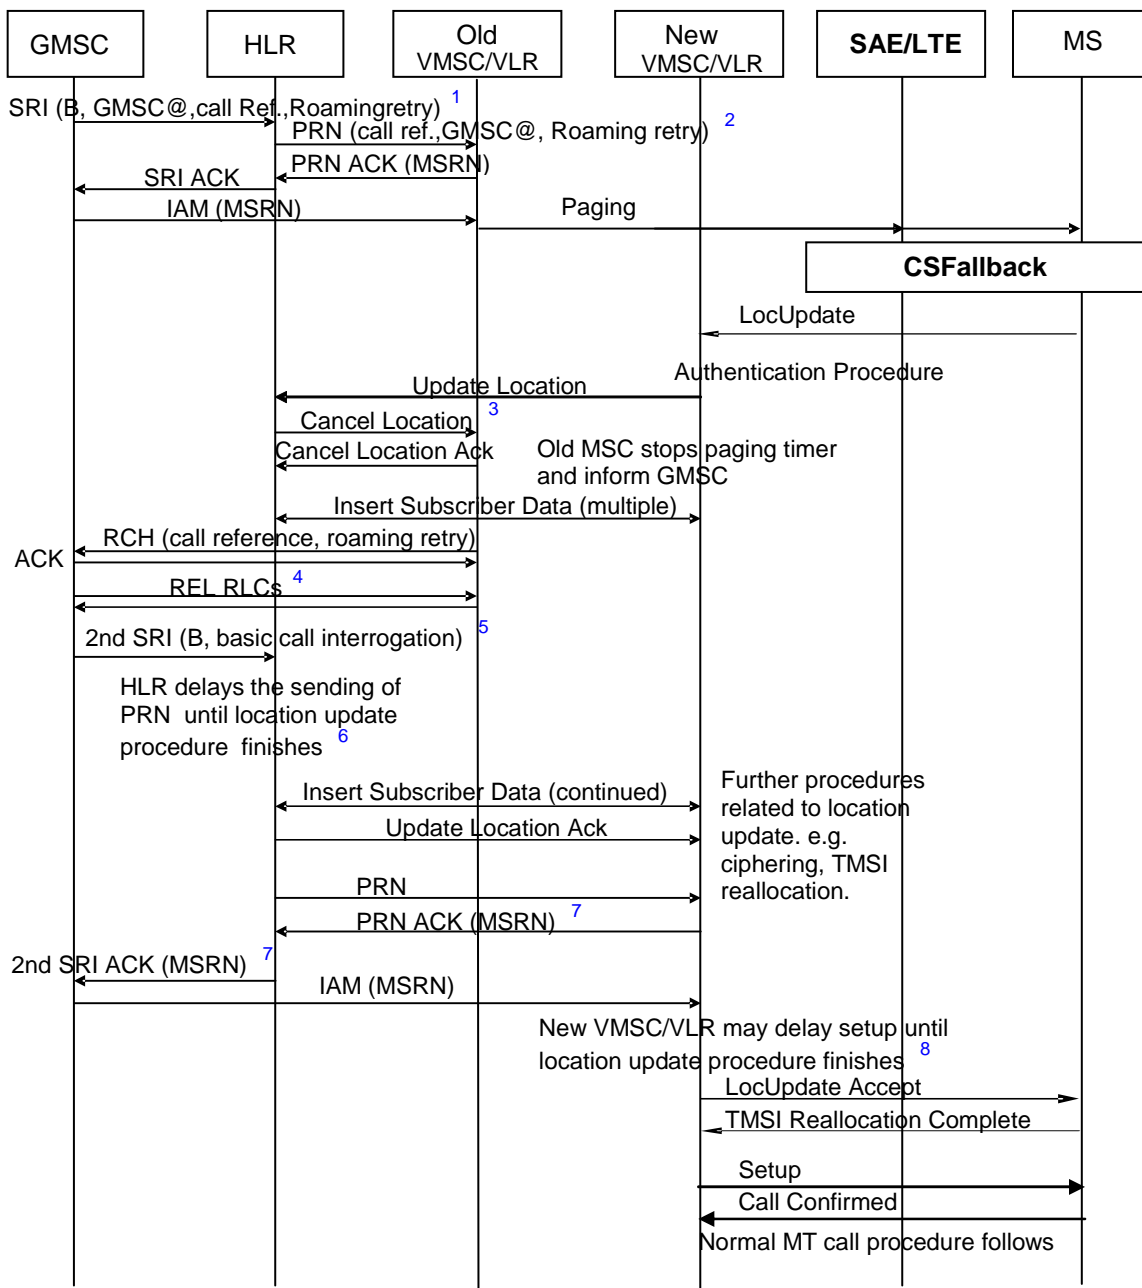 GMSC
HLR
Old
VMSC/VLR
New
VMSC/VLR
SAE/LTE
MS
SRI (B, GMSC@,call Ref.,Roamingretry) 1
PRN (call ref.,GMSC@, Roaming retry) 2
PRN ACK (MSRN)
SRI ACK
IAM (MSRN)
Paging
CSFallback
LocUpdate
Authentication Procedure
Update Location
Cancel Location 3
Cancel Location Ack
Old MSC stops paging timer
and inform GMSC
Insert Subscriber Data (multiple)
RCH (call reference, roaming retry)
ACK
REL RLCs 4
2nd SRI (B, basic call interrogation) 5
HLR delays the sending of
PRN until location update
procedure finishes 6
Insert Subscriber Data (continued)
Update Location Ack
Further procedures
related to location
update. e.g.
ciphering, TMSI
reallocation.
PRN
PRN ACK (MSRN) 7
2nd SRI ACK (MSRN) 7
IAM (MSRN)
New VMSC/VLR may delay setup until
location update procedure finishes 8
LocUpdate Accept
TMSI Reallocation Complete
Setup
Call Confirmed
Normal MT call procedure follows